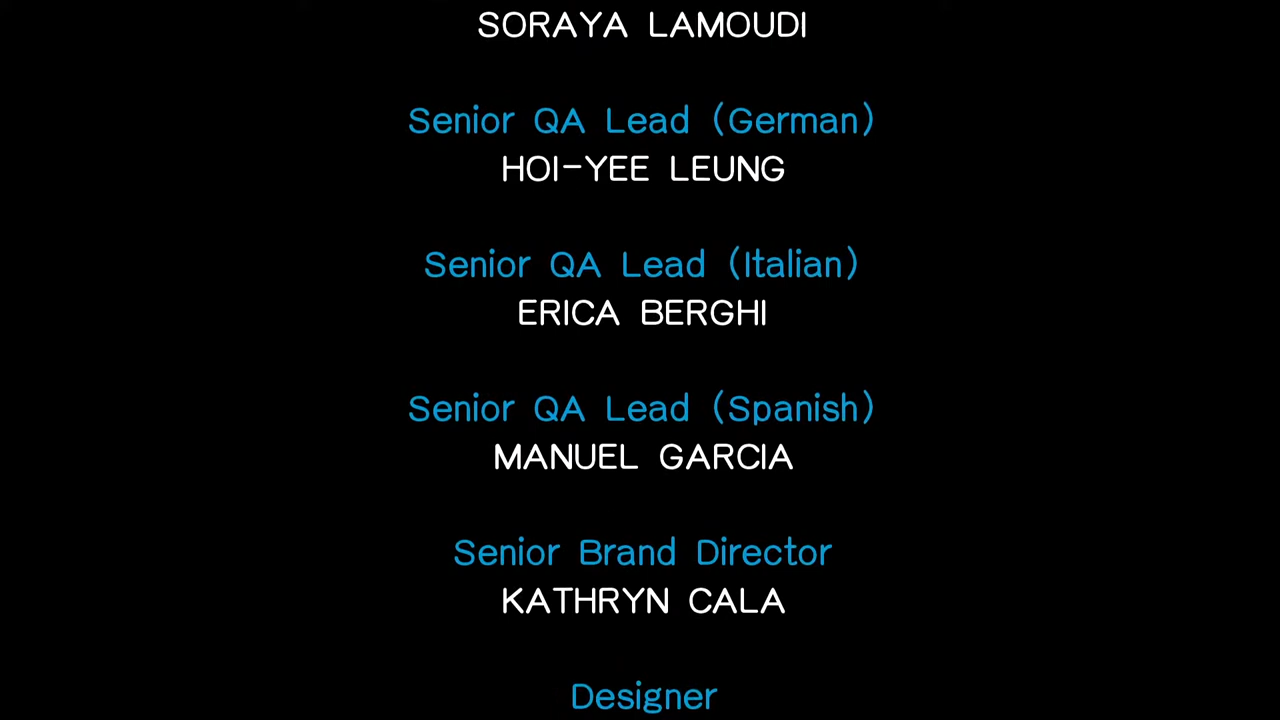 SORAYA LAMOUDI
Senior QA Lead (German)
HOI-YEE LEUNG
Senior QA Lead (Italian)
ERICA BERGHI
Senior QA Lead (Spanish)
MANUEL GARCIA
Senior Brand Director
KATHRYN CALA
Designer